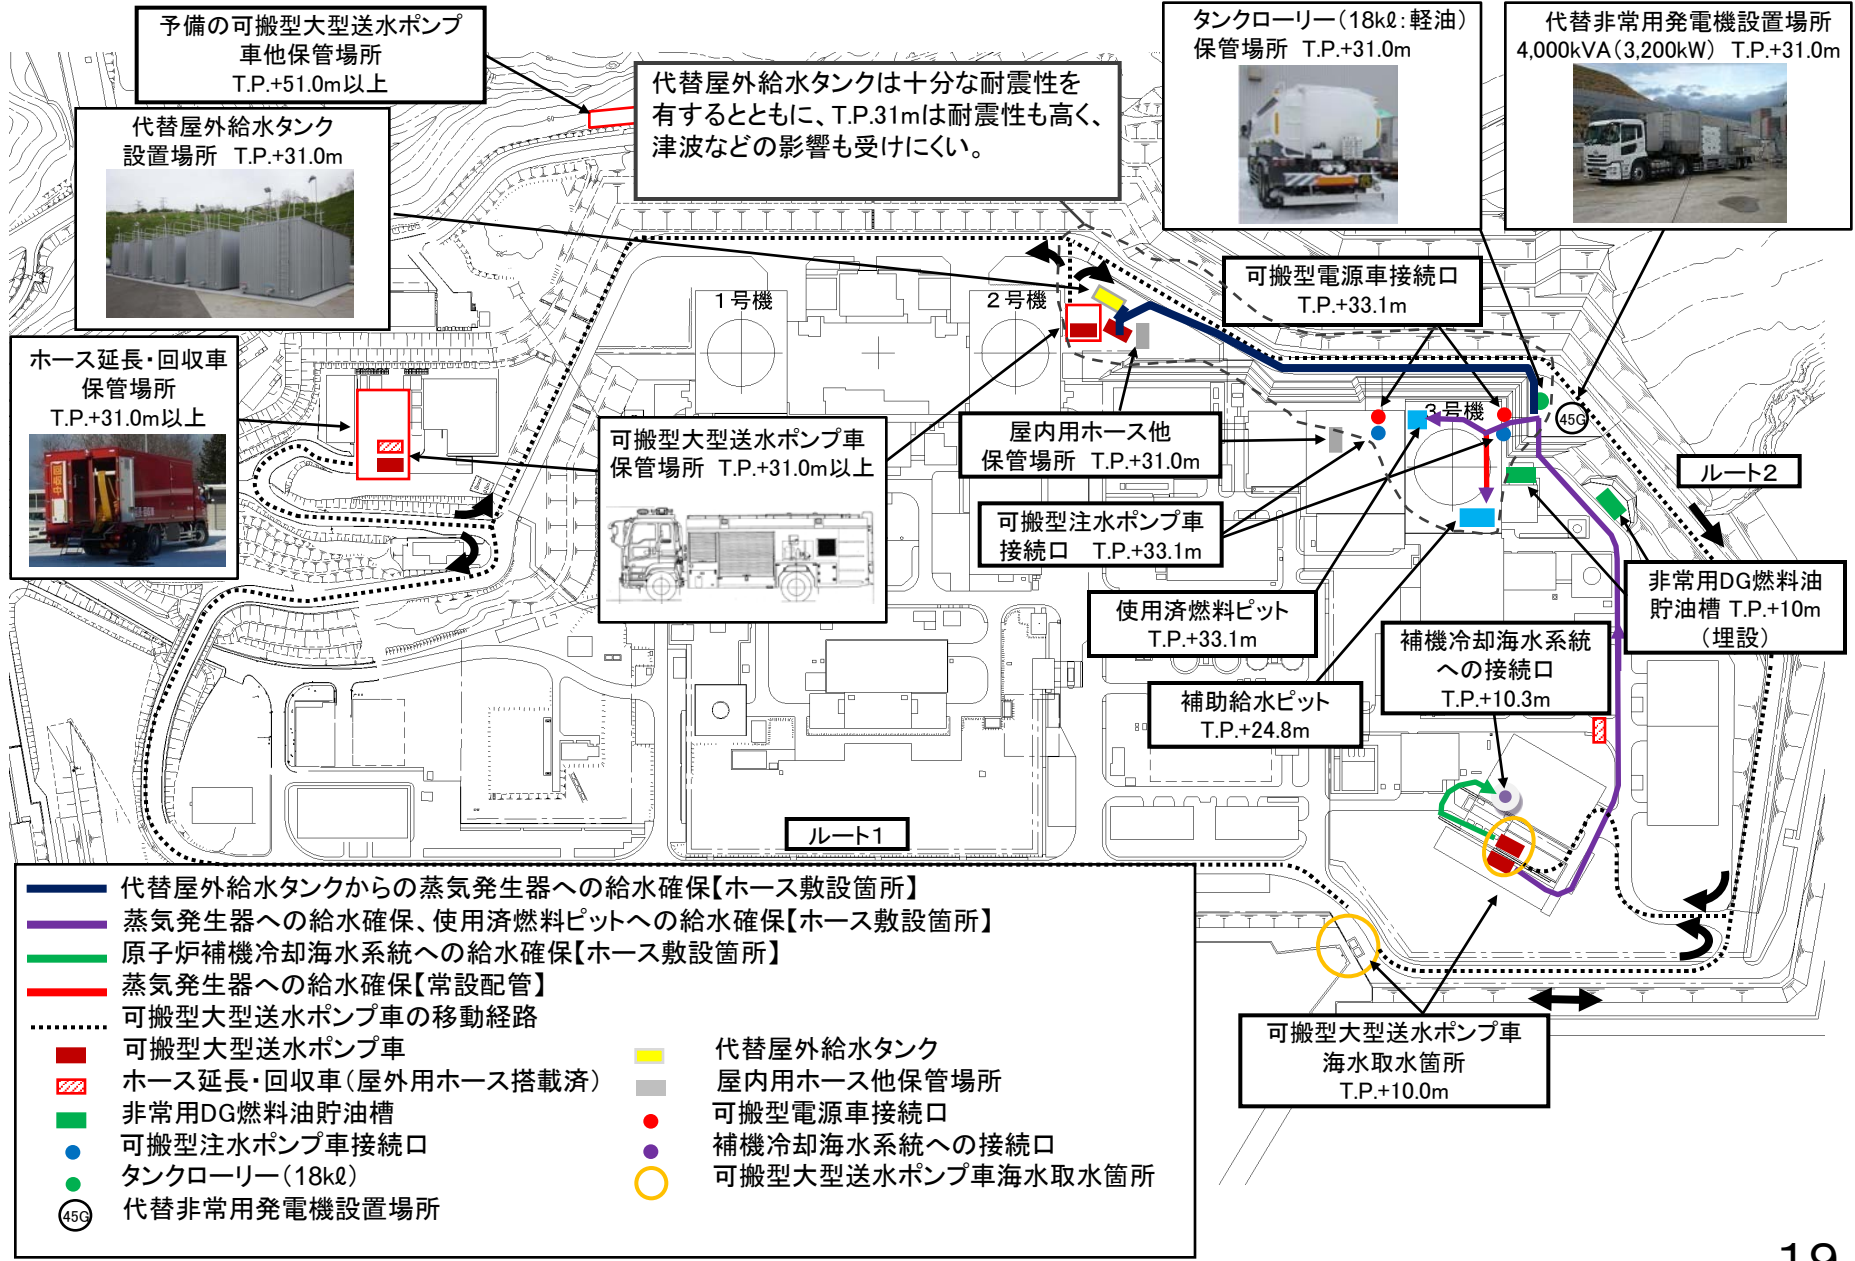 予備の可搬型大型送水ポンプ
車他保管場所
T.P.+51.0m以上
タンクローリー(18kℓ:軽油)
保管場所 T.P.+31.0m
代替非常用発電機設置場所
4,000kVA(3,200kW) T.P.+31.0m
代替屋外給水タンクは十分な耐震性を
有するとともに、T.P.31mは耐震性も高く、
津波などの影響も受けにくい。
代替屋外給水タンク
設置場所 T.P.+31.0m
可搬型電源車接続口
T.P.+33.1m
1号機
2号機
3号機
ホース延長・回収車
保管場所
T.P.+31.0m以上
可搬型大型送水ポンプ車
保管場所 T.P.+31.0m以上
屋内用ホース他
保管場所 T.P.+31.0m
45G
ルート2
可搬型注水ポンプ車
接続口 T.P.+33.1m
非常用DG燃料油
貯油槽 T.P.+10m
(埋設)
使用済燃料ピット
T.P.+33.1m
補機冷却海水系統
への接続口
T.P.+10.3m
補助給水ピット
T.P.+24.8m
ルート1
可搬型大型送水ポンプ車
海水取水箇所
T.P.+10.0m
代替屋外給水タンクからの蒸気発生器への給水確保【ホース敷設箇所】
蒸気発生器への給水確保、使用済燃料ピットへの給水確保【ホース敷設箇所】
原子炉補機冷却海水系統への給水確保【ホース敷設箇所】
蒸気発生器への給水確保【常設配管】
可搬型大型送水ポンプ車の移動経路
可搬型大型送水ポンプ車
代替屋外給水タンク
ホース延長・回収車(屋外用ホース搭載済)
屋内用ホース他保管場所
非常用DG燃料油貯油槽
可搬型電源車接続口
可搬型注水ポンプ車接続口
補機冷却海水系統への接続口
タンクローリー(18kℓ)
可搬型大型送水ポンプ車海水取水箇所
45G 代替非常用発電機設置場所
19